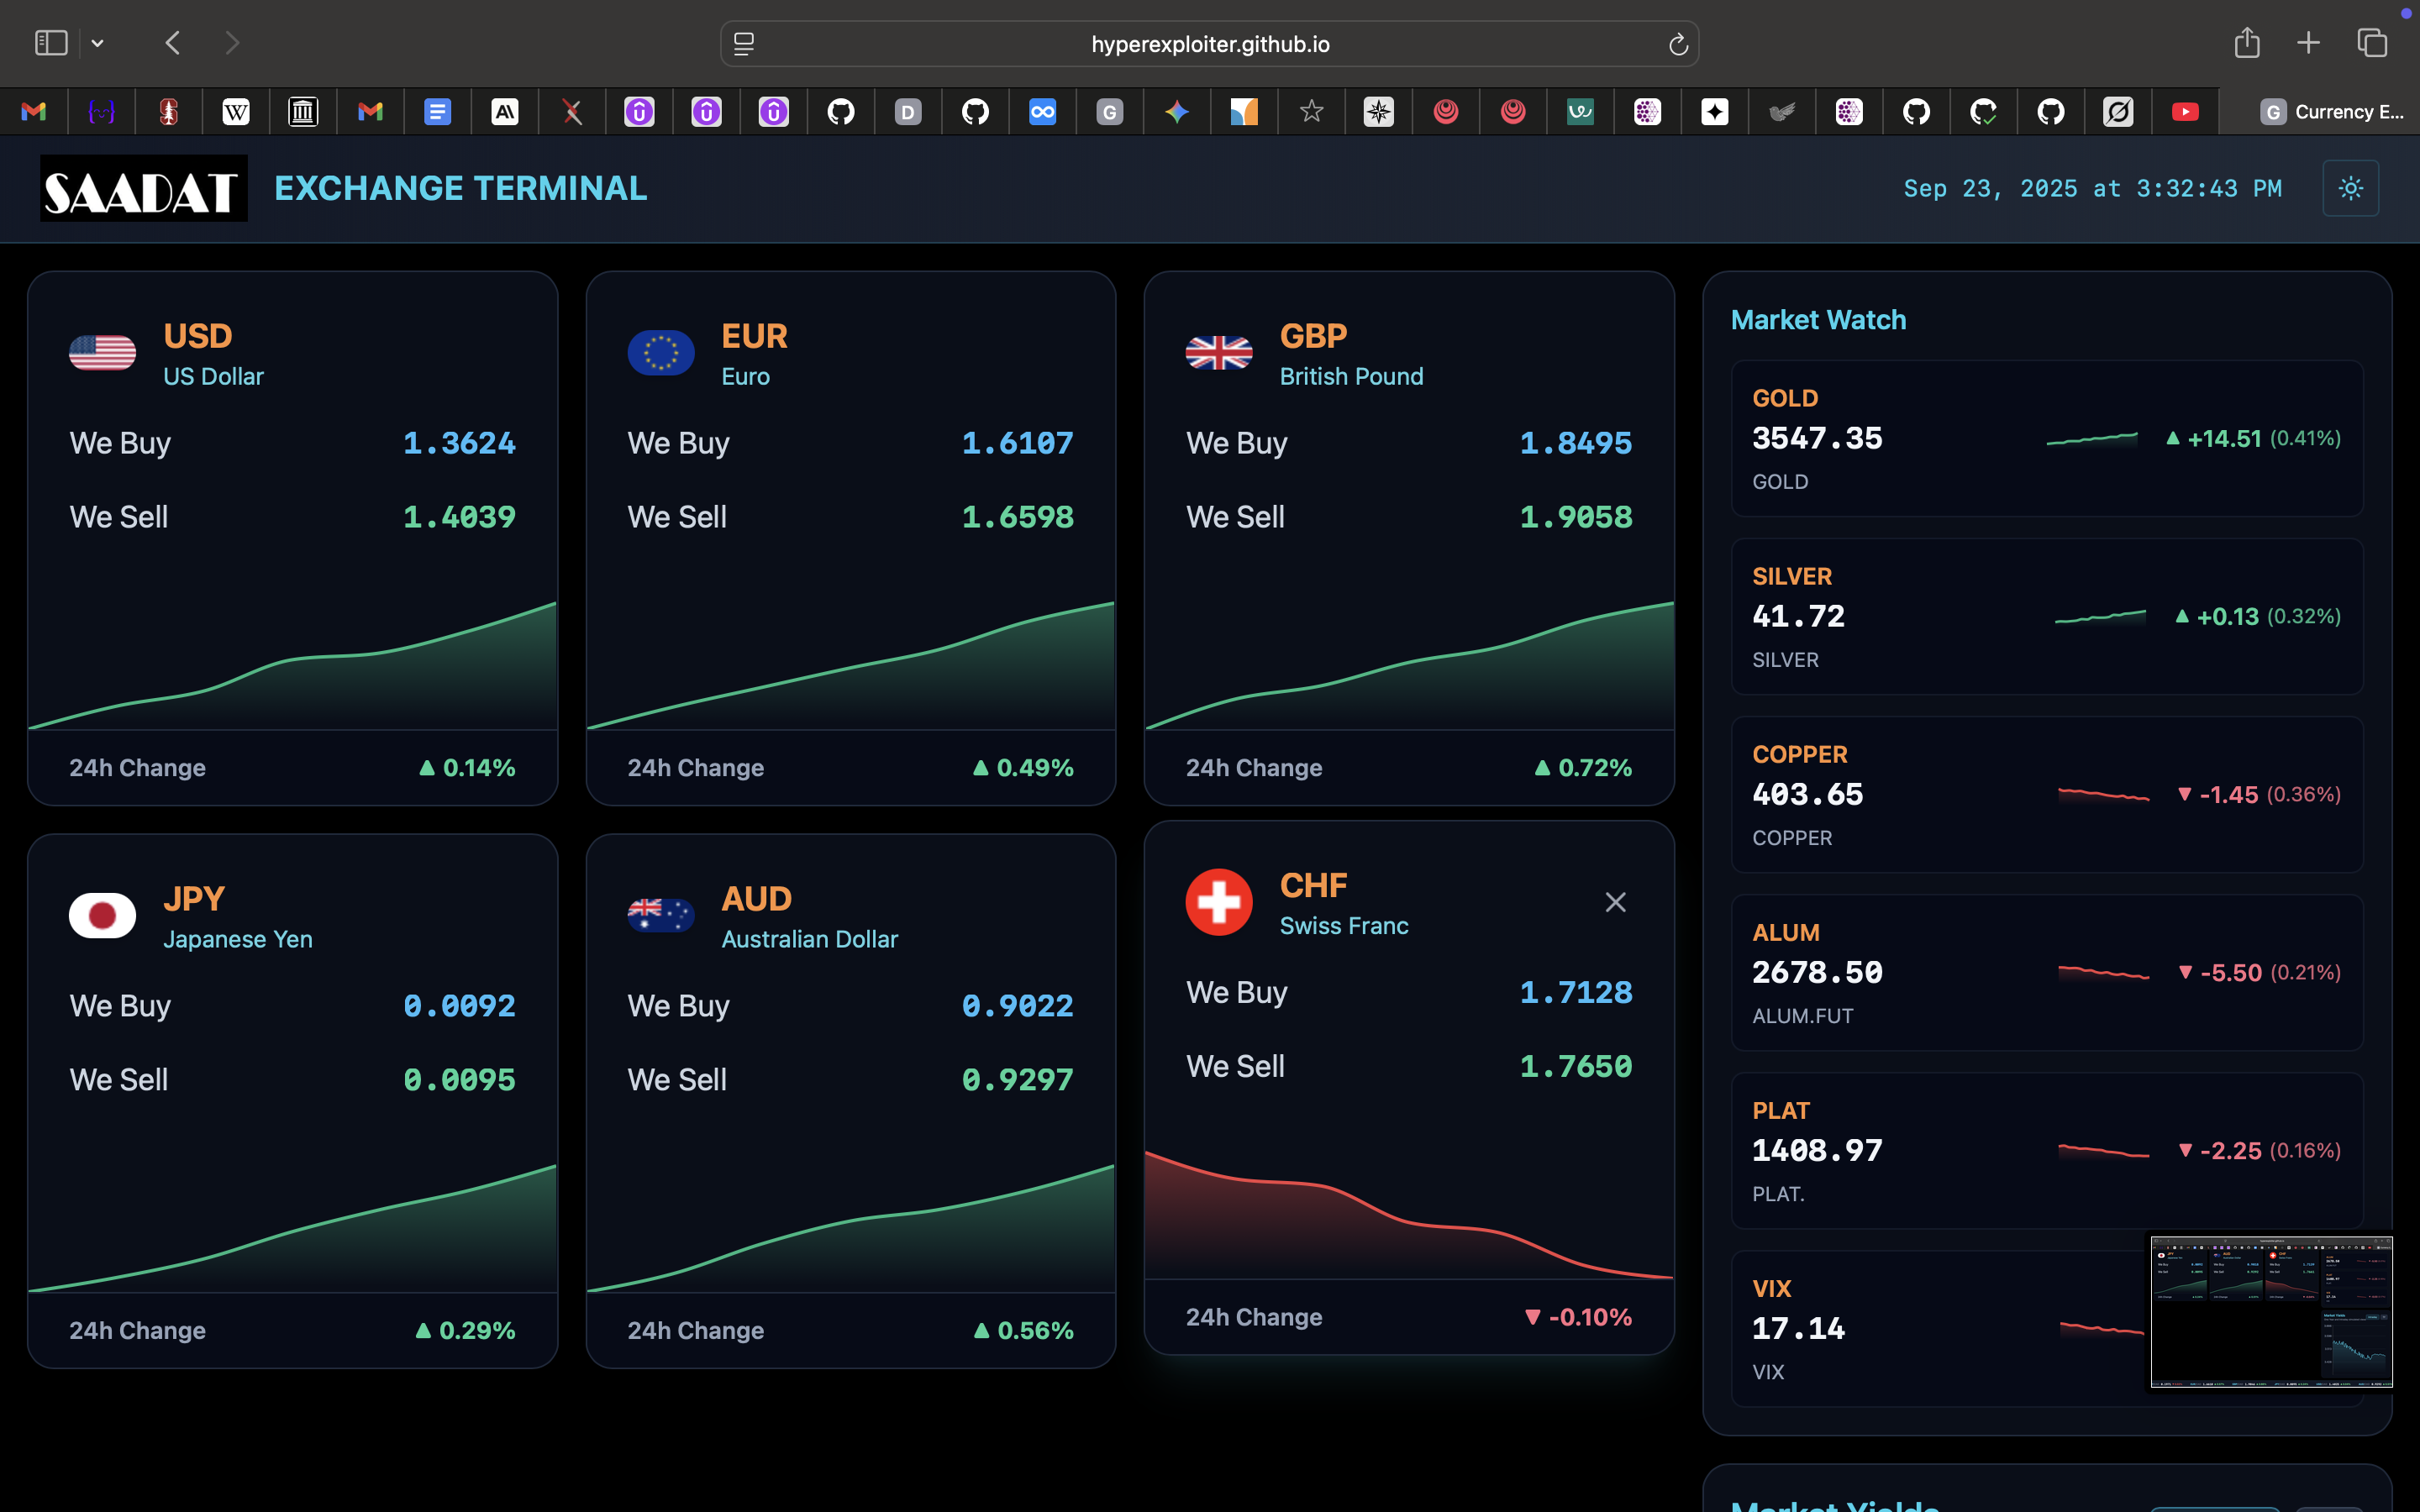 hyperexploiter.github.io
Currency E...
SAADAT
EXCHANGE TERMINAL
Sep 23, 2025 at 3:32:43 PM
USD
US Dollar
We Buy 1.3624
We Sell 1.4039
24h Change ▲ 0.14%
EUR
Euro
We Buy 1.6107
We Sell 1.6598
24h Change ▲ 0.49%
GBP
British Pound
We Buy 1.8495
We Sell 1.9058
24h Change ▲ 0.72%
JPY
Japanese Yen
We Buy 0.0092
We Sell 0.0095
24h Change ▲ 0.29%
AUD
Australian Dollar
We Buy 0.9022
We Sell 0.9297
24h Change ▲ 0.56%
CHF
Swiss Franc
We Buy 1.7128
We Sell 1.7650
24h Change ▼ -0.10%
Market Watch
GOLD
3547.35 ▲ +14.51 (0.41%)
GOLD
SILVER
41.72 ▲ +0.13 (0.32%)
SILVER
COPPER
403.65 ▼ -1.45 (0.36%)
COPPER
ALUM
2678.50 ▼ -5.50 (0.21%)
ALUM.FUT
PLAT
1408.97 ▼ -2.25 (0.16%)
PLAT.
VIX
17.14
VIX
Market Yields